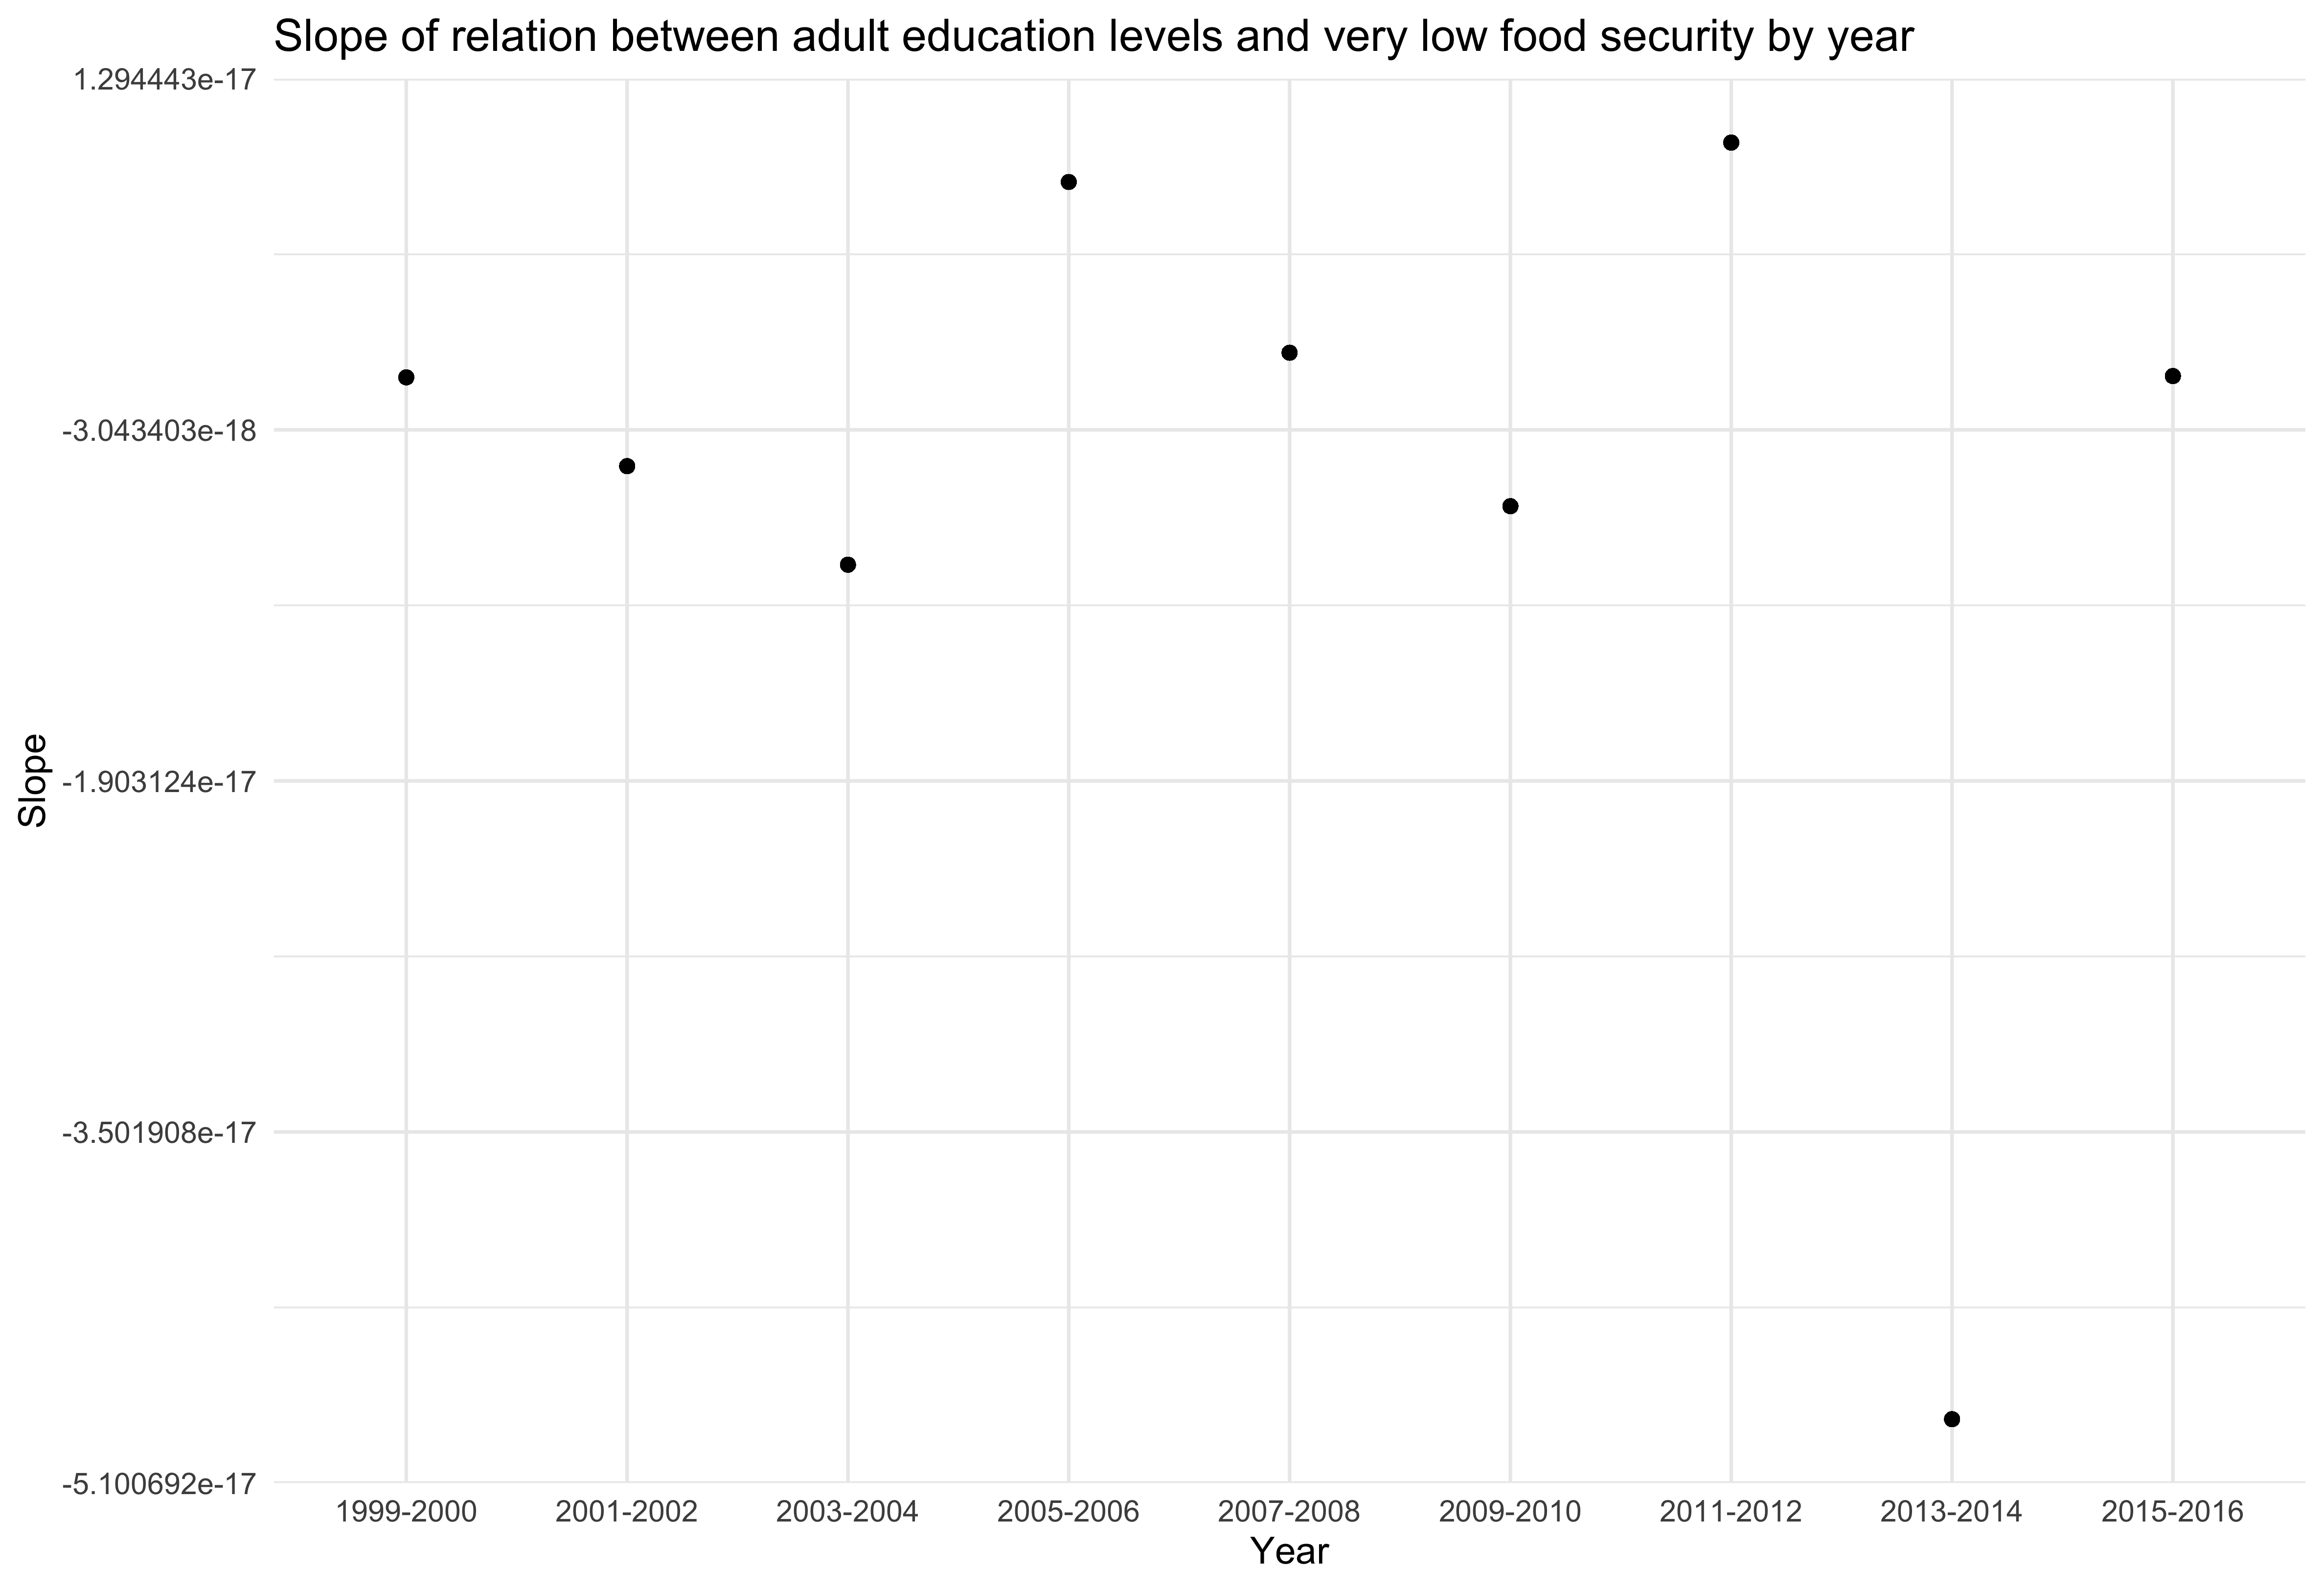 Slope of relation between adult education levels and very low food security by year
1.294443e-17
-3.043403e-18
-1.903124e-17
-3.501908e-17
-5.100692e-17
Slope
1999-2000 2001-2002 2003-2004 2005-2006 2007-2008 2009-2010 2011-2012 2013-2014 2015-2016
Year